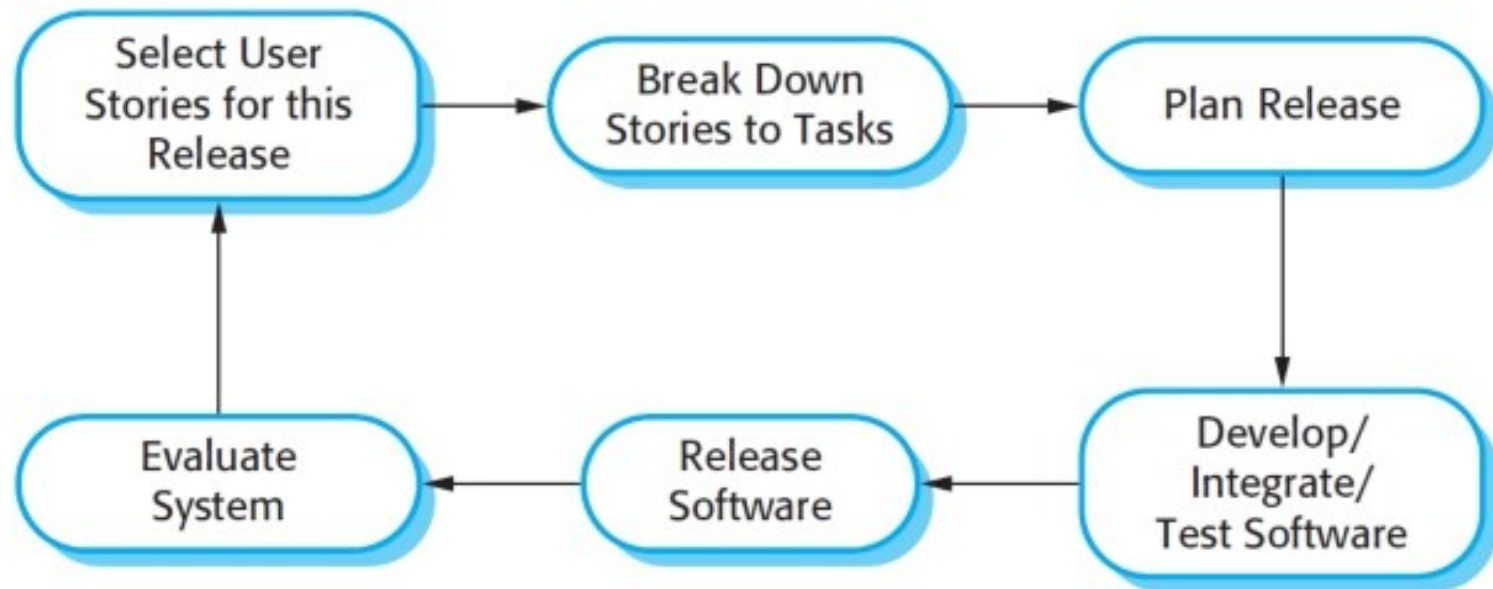 Select User
Stories for this
Release
Break Down
Stories to Tasks
Plan Release
Develop/
Integrate/
Test Software
Release
Software
Evaluate
System